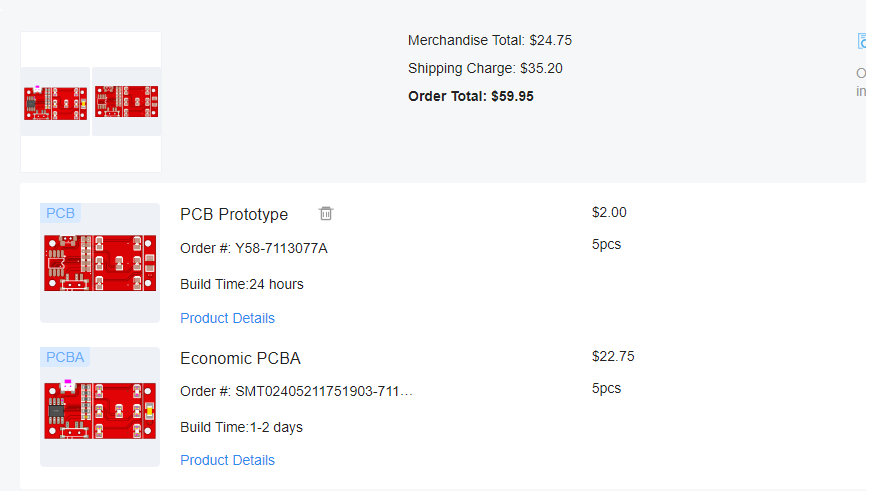 Merchandise Total: $24.75
Shipping Charge: $35.20
Order Total: $59.95
PCB
PCB Prototype
$2.00
Order #: Y58-7113077A
5pcs
Build Time:24 hours
Product Details
PCBA
Economic PCBA
$22.75
Order #: SMT02405211751903-711…
5pcs
Build Time:1-2 days
Product Details